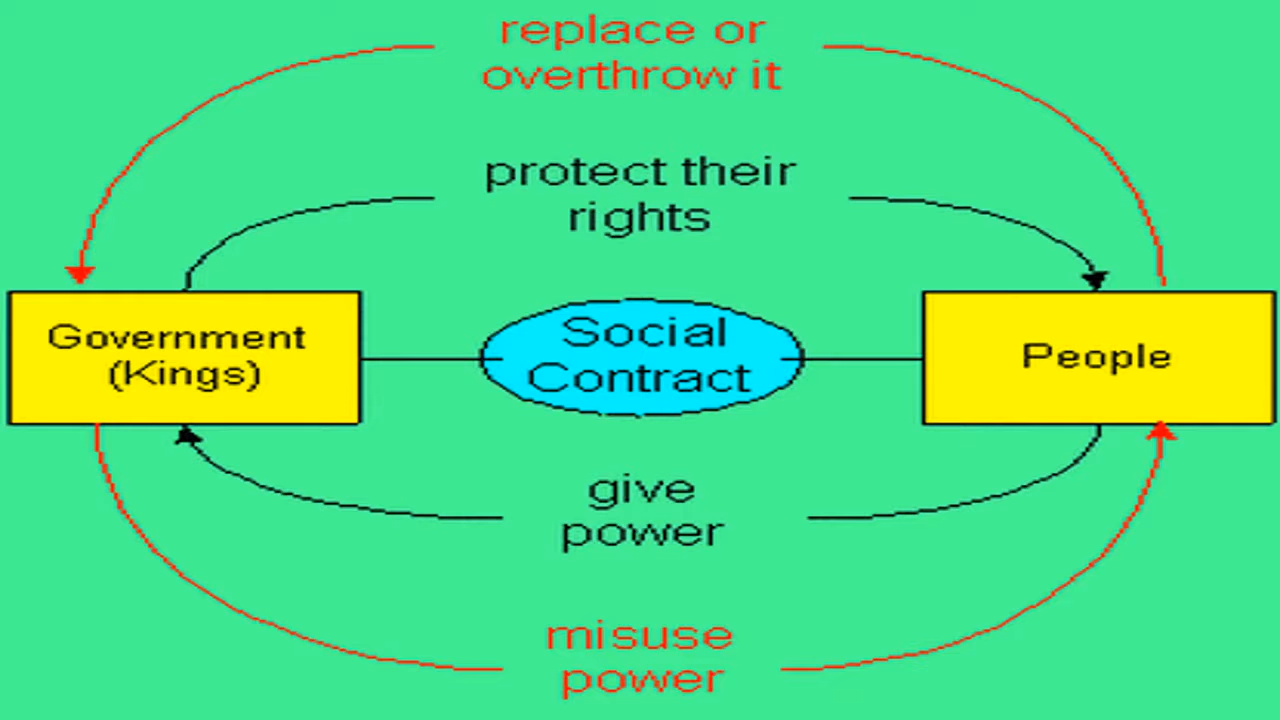 replace or
overthrow it
protect their
rights
Government
(Kings)
Social
Contract
People
give
power
misuse
power